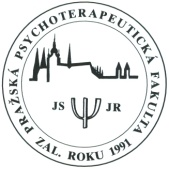 PRAŽSKÁ PSYCHOTERAPEUTICKÁ FAKULTA
JS JR
ZAL. ROKU 1991